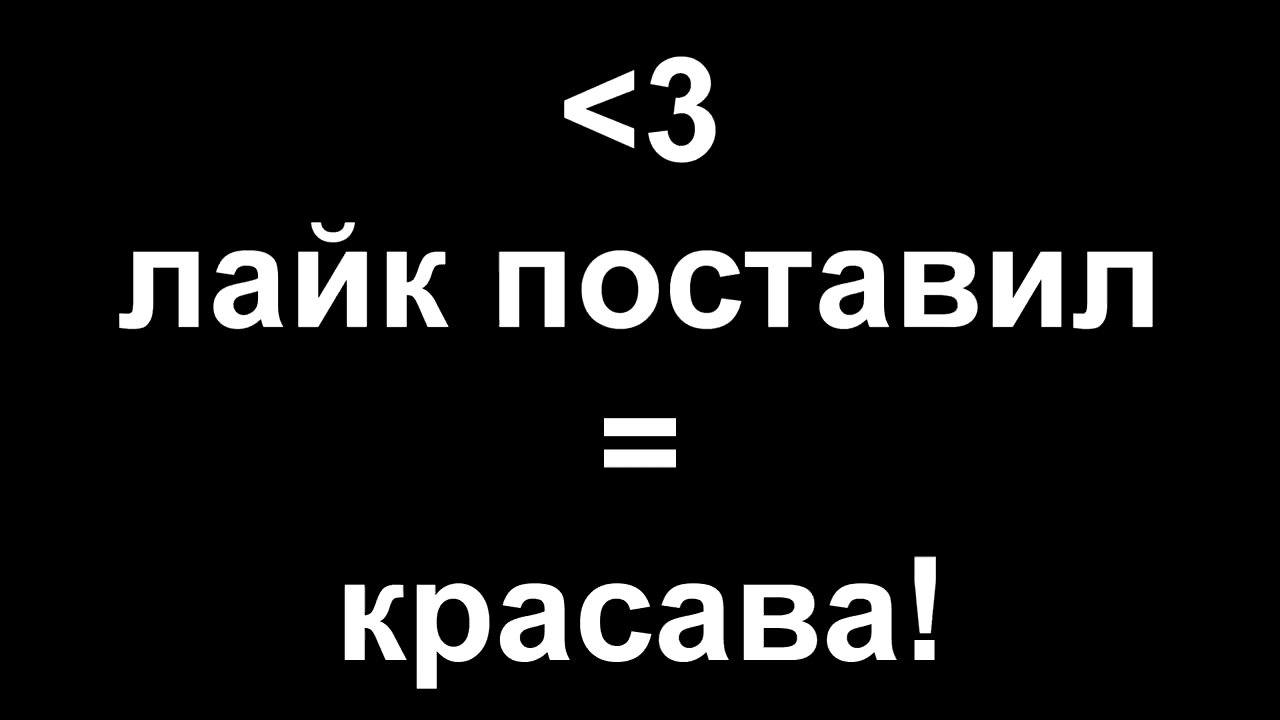 <3
лайк поставил
=
красава!